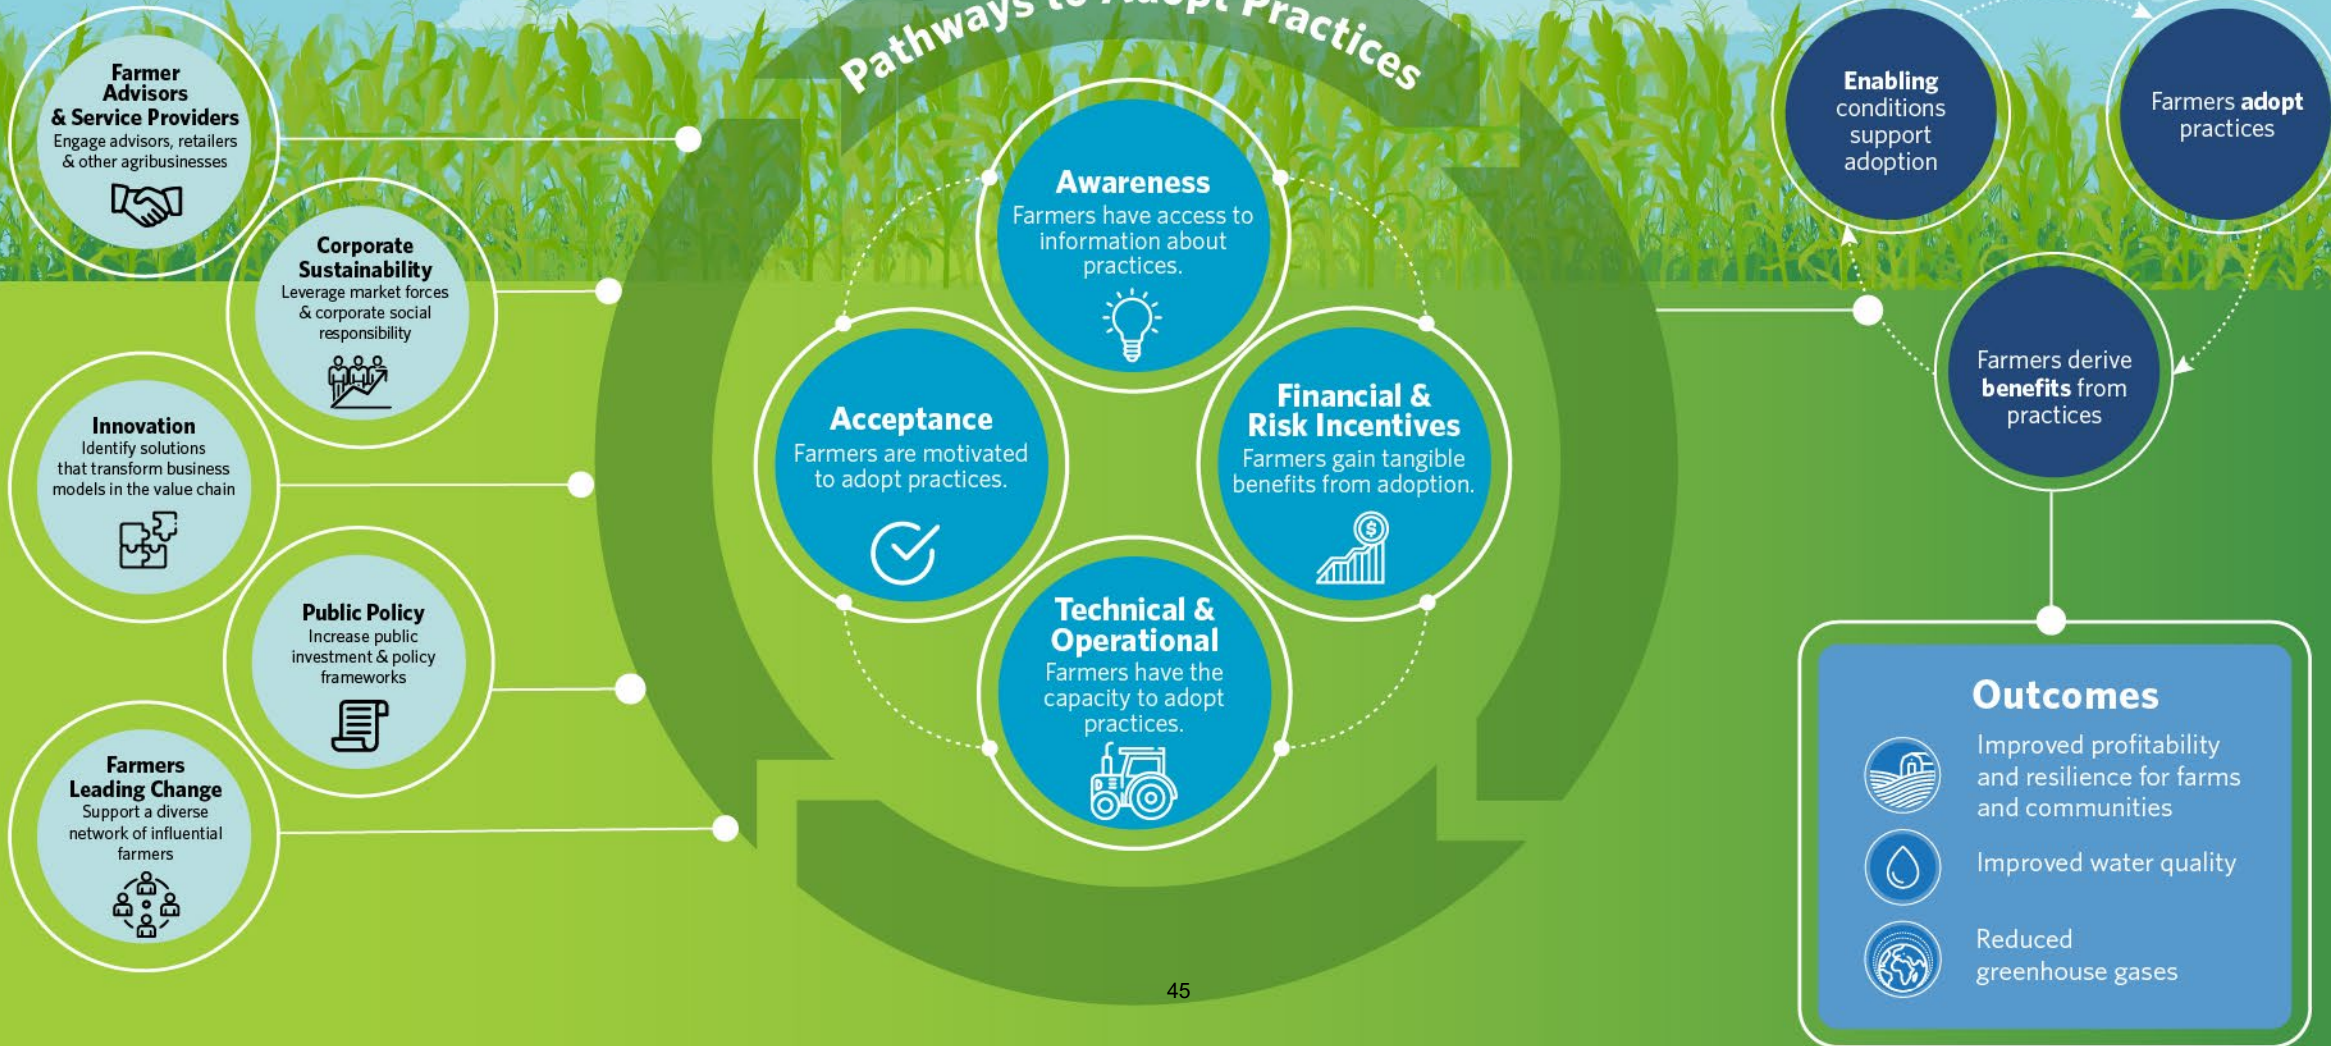 Pathways to Adopt Practices
Farmer
Advisors
& Service Providers
Engage advisors, retailers
& other agribusinesses
Corporate
Sustainability
Leverage market forces
& corporate social
responsibility
Innovation
Identify solutions
that transform business
models in the value chain
Public Policy
Increase public
investment & policy
frameworks
Farmers
Leading Change
Support a diverse
network of influential
farmers
Awareness
Farmers have access to
information about
practices.
Acceptance
Farmers are motivated
to adopt practices.
Financial &
Risk Incentives
Farmers gain tangible
benefits from adoption.
$
Technical &
Operational
Farmers have the
capacity to adopt
practices.
Enabling
conditions
support
adoption
Farmers adopt
practices
Farmers derive
benefits from
practices
Outcomes
Improved profitability
and resilience for farms
and communities
Improved water quality
Reduced
greenhouse gases
45